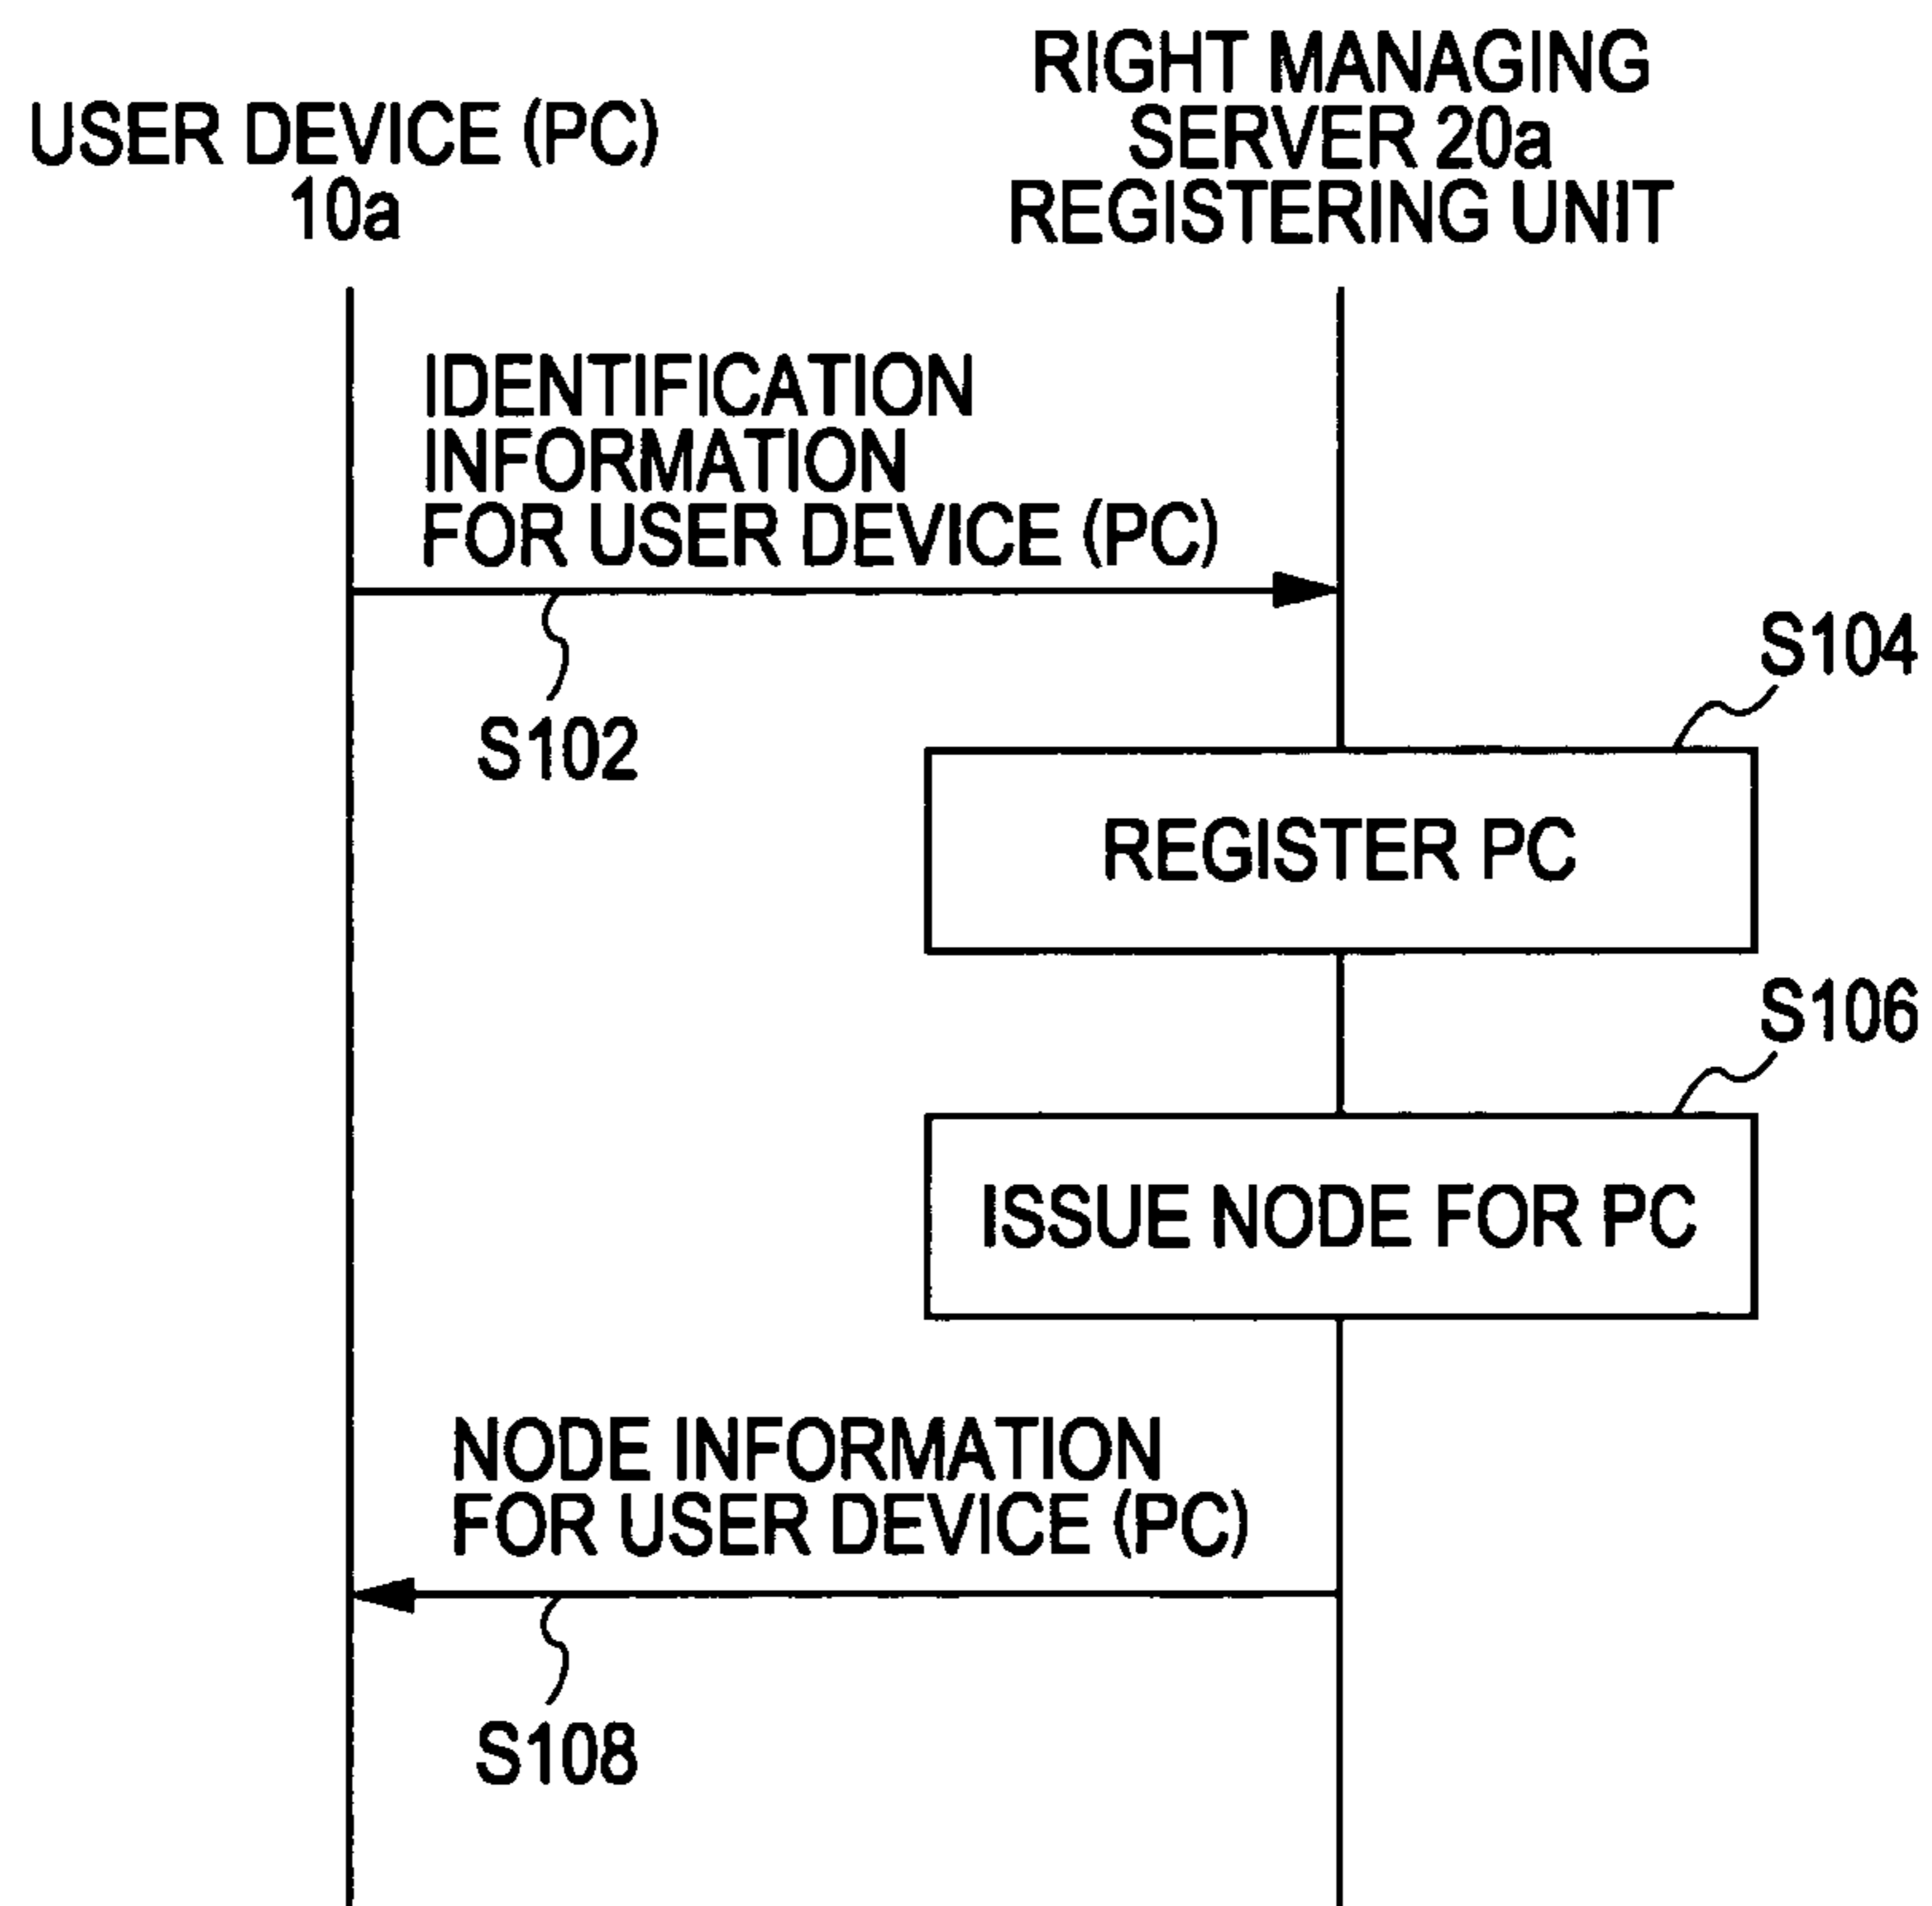 USER DEVICE (PC)
10a
RIGHT MANAGING
SERVER 20a
REGISTERING UNIT
IDENTIFICATION
INFORMATION
FOR USER DEVICE (PC)
S102
S104
REGISTER PC
S106
ISSUE NODE FOR PC
NODE INFORMATION
FOR USER DEVICE (PC)
S108